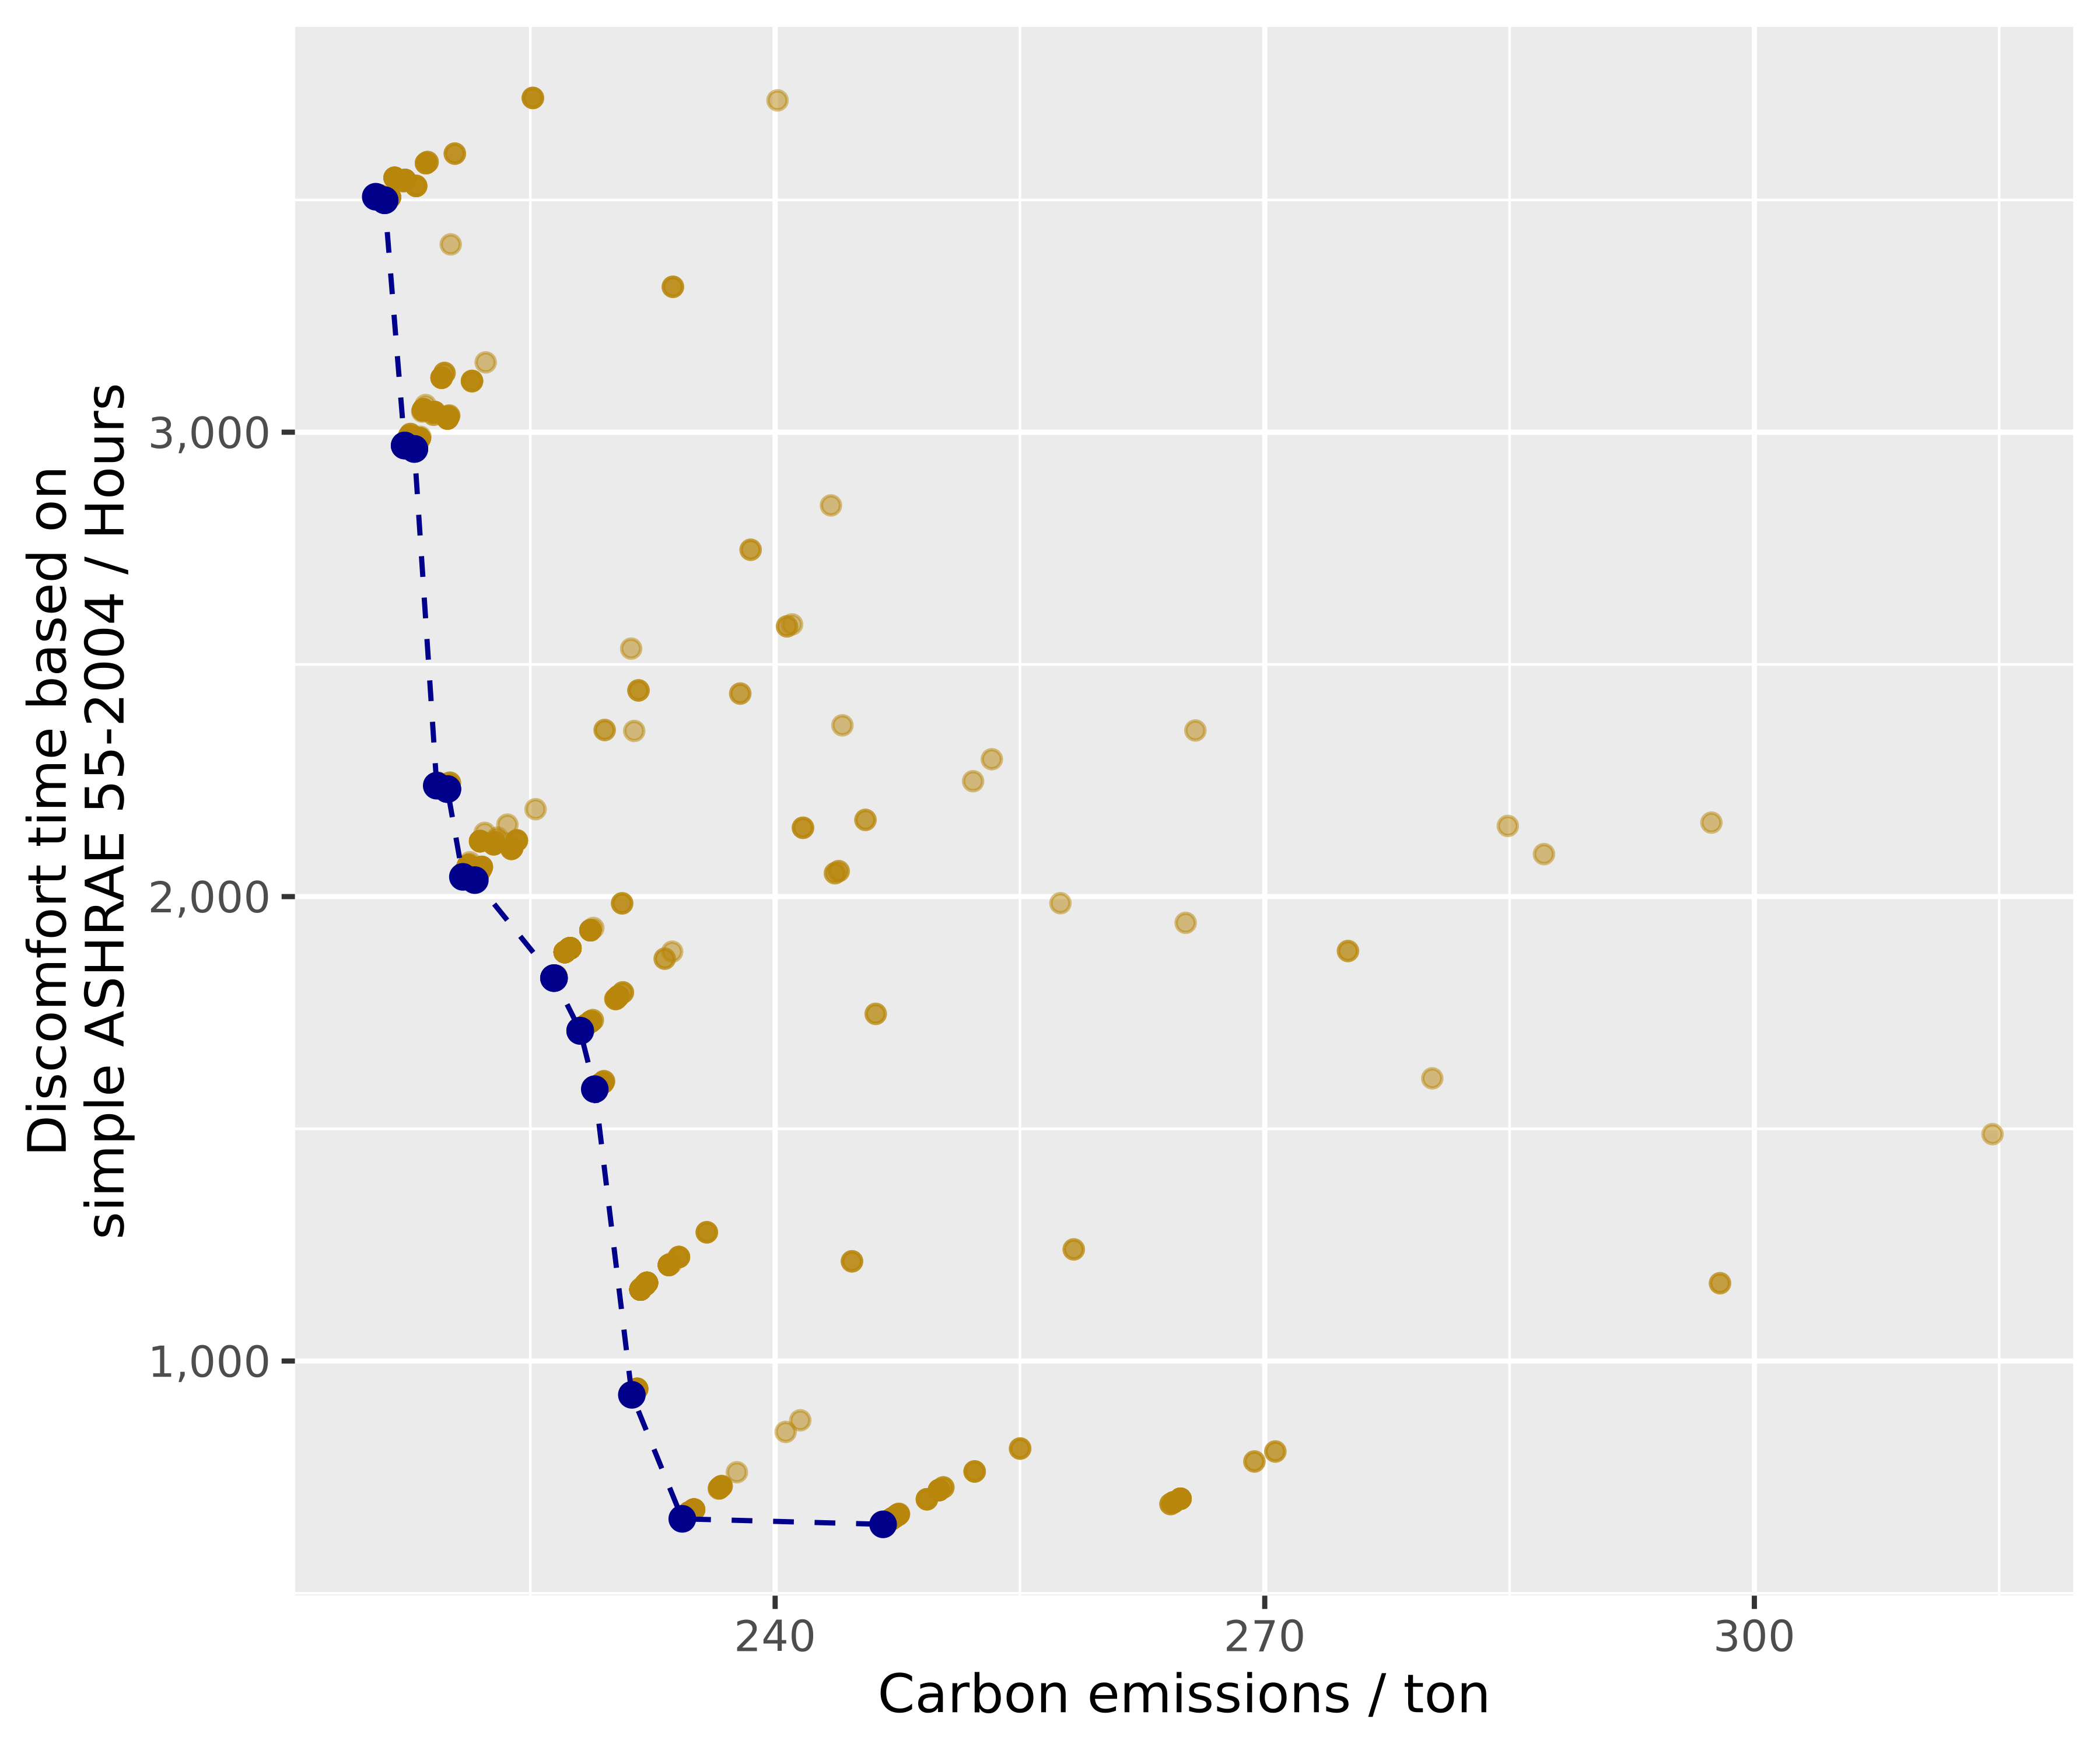 Discomfort time based on
simple ASHRAE 55-2004 / Hours
3,000
2,000
1,000
240
270
300
Carbon emissions / ton